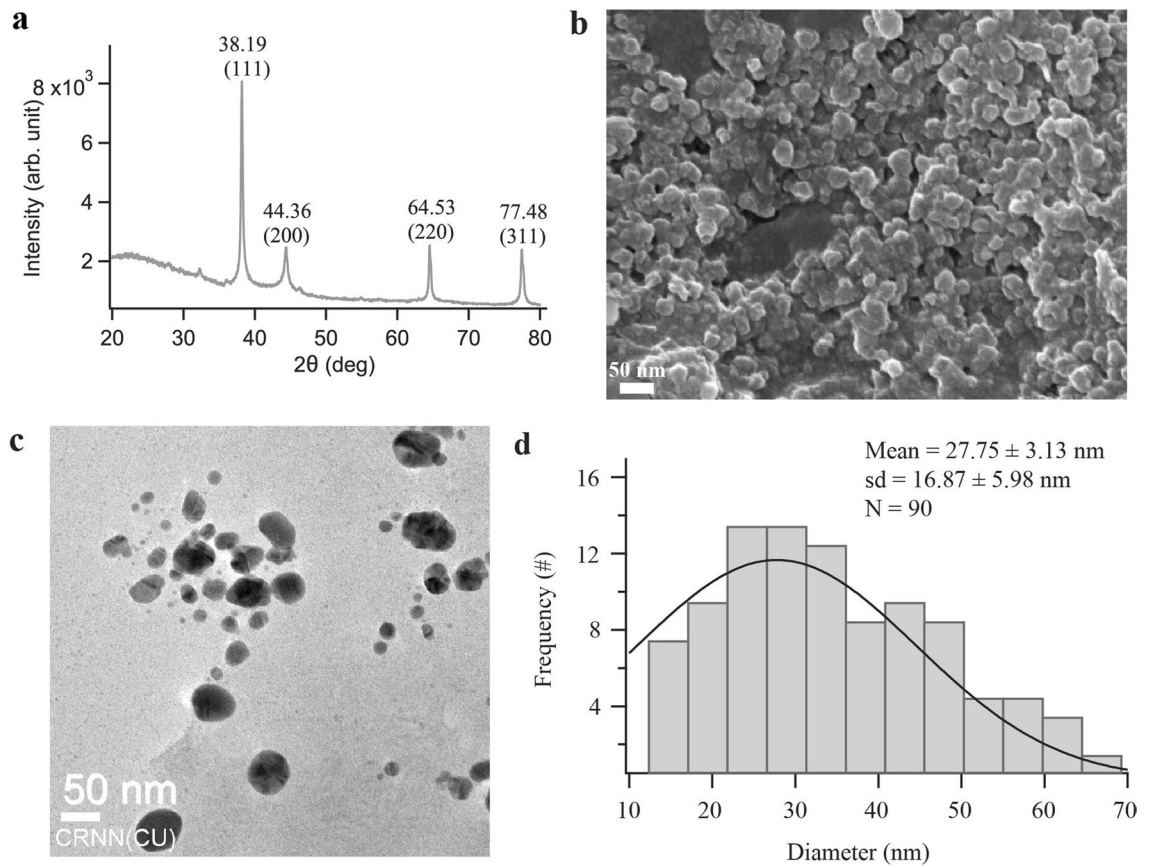 a
38.19
(111)
8 x10³
6
4
2
44.36
(200)
64.53
(220)
77.48
(311)
Intensity (arb. unit)
20 30 40 50 60 70 80
2θ (deg)
b
50 nm
c
50 nm
CRNN(CU)
d
Mean = 27.75 ± 3.13 nm
sd = 16.87 ± 5.98 nm
N = 90
16
12
8
4
Frequency (#)
10 20 30 40 50 60 70
Diameter (nm)